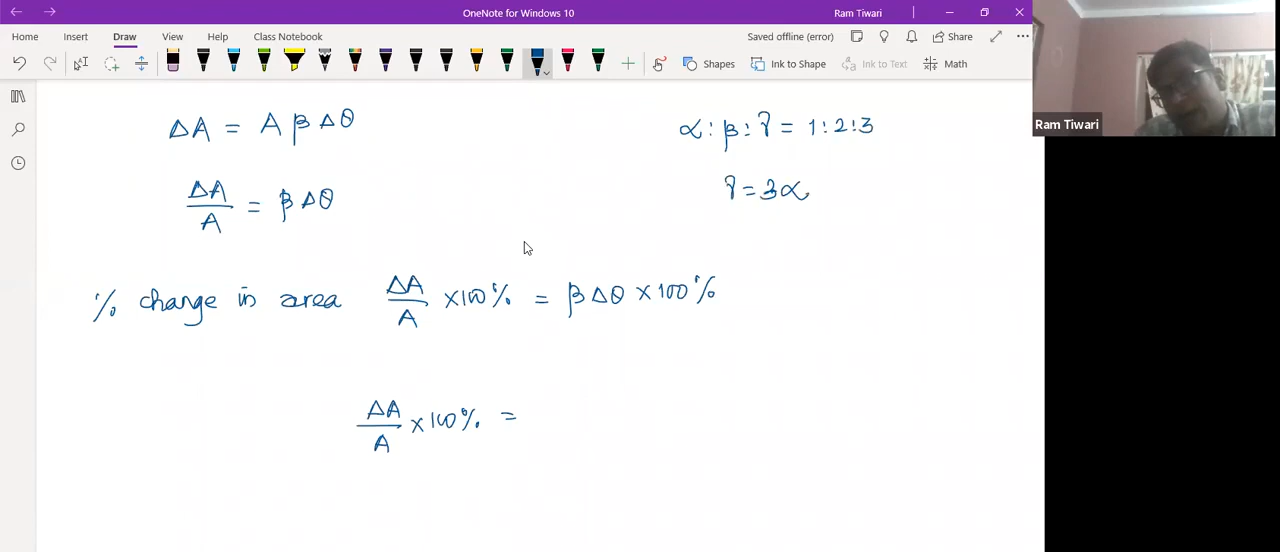 OneNote for Windows 10
Ram Tiwari
Home Insert Draw View Help Class Notebook
Saved offline (error) Share
Shapes Ink to Shape Ink to Text Math
Ram Tiwari
ΔA = A β Δθ
α : β : γ = 1 : 2 : 3
ΔA/A = β Δθ
γ = 3α
% change in area ΔA/A × 100% = β Δθ × 100%
ΔA/A × 100% =